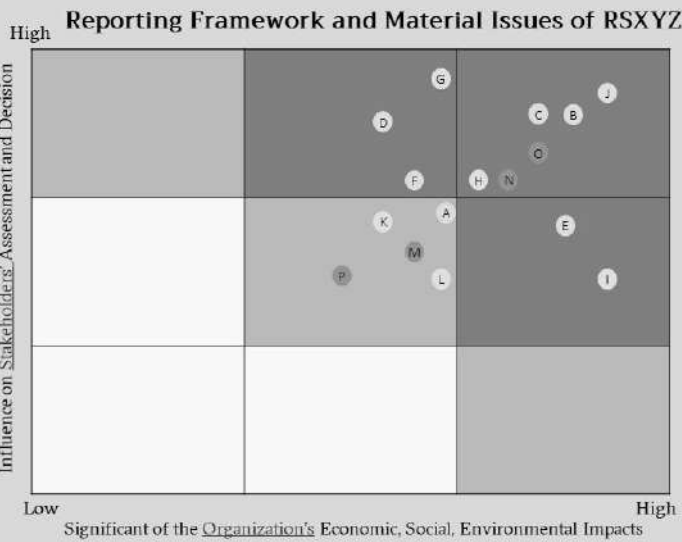 Reporting Framework and Material Issues of RSXYZ
High
Influence on Stakeholders' Assessment and Decision
G
J
D
C
B
O
F
H
N
K
A
E
M
P
L
I
Low
High
Significant of the Organization's Economic, Social, Environmental Impacts